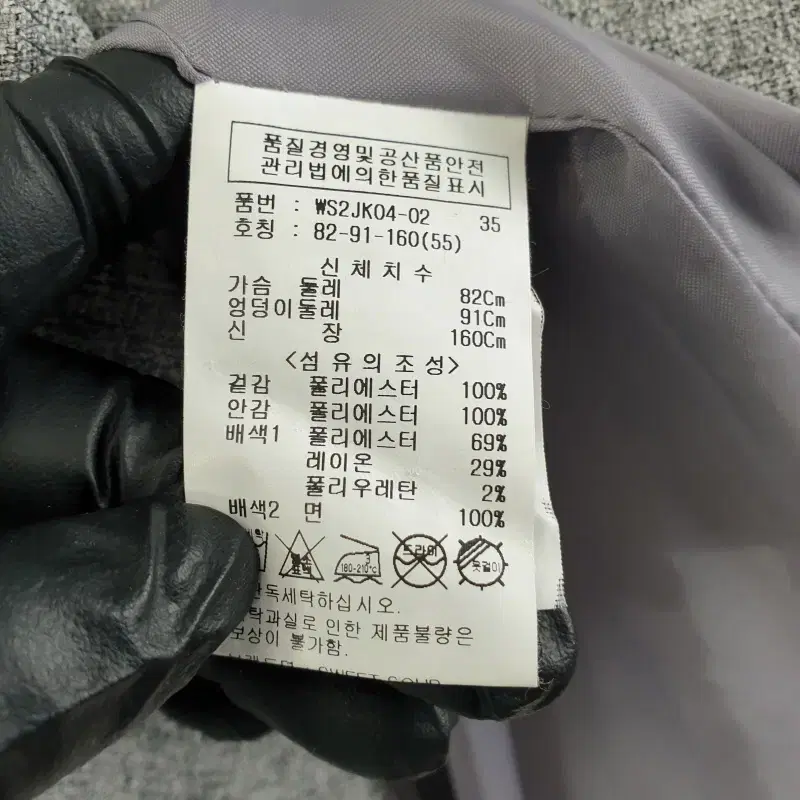 품질경영및공산품안전
관리법에의한품질표시
품번 : WS2JK04-02 35
호칭 : 82-91-160(55)
신 체 치 수
가슴 둘레 82Cm
엉덩이둘레 91Cm
신 장 160Cm
<섬 유 의 조 성>
겉감 폴리에스터 100%
안감 폴리에스터 100%
배색1 폴리에스터 69%
레이온 29%
폴리우레탄 2%
배색2 면 100%
3
180-210℃
드라이
옷걸이
단독세탁하십시오.
세탁과실로 인한 제품불량은
보상이 불가함.